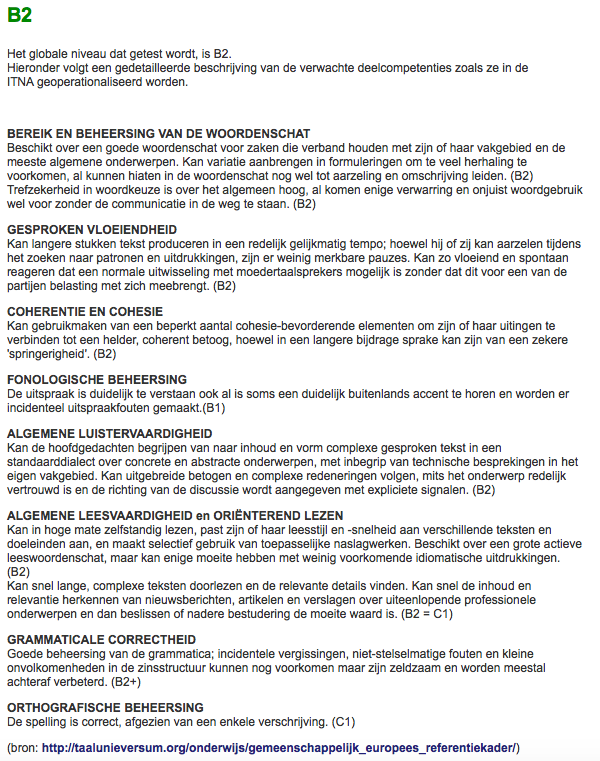 B2
Het globale niveau dat getest wordt, is B2.
Hieronder volgt een gedetailleerde beschrijving van de verwachte deelcompetenties zoals ze in de
ITNA geoperationaliseerd worden.
BEREIK EN BEHEERSING VAN DE WOORDENSCHAT
Beschikt over een goede woordenschat voor zaken die verband houden met zijn of haar vakgebied en de
meeste algemene onderwerpen. Kan variatie aanbrengen in formuleringen om te veel herhaling te
voorkomen, al kunnen hiaten in de woordenschat nog wel tot aarzeling en omschrijving leiden. (B2)
Trefzekerheid in woordkeuze is over het algemeen hoog, al komen enige verwarring en onjuist woordgebruik
wel voor zonder de communicatie in de weg te staan. (B2)
GESPROKEN VLOEIENDHEID
Kan langere stukken tekst produceren in een redelijk gelijkmatig tempo; hoewel hij of zij kan aarzelen tijdens
het zoeken naar patronen en uitdrukkingen, zijn er weinig merkbare pauzes. Kan zo vloeiend en spontaan
reageren dat een normale uitwisseling met moedertaalsprekers mogelijk is zonder dat dit voor een van de
partijen belasting met zich meebrengt. (B2)
COHERENTIE EN COHESIE
Kan gebruikmaken van een beperkt aantal cohesie-bevorderende elementen om zijn of haar uitingen te
verbinden tot een helder, coherent betoog, hoewel in een langere bijdrage sprake kan zijn van een zekere
'springerigheid'. (B2)
FONOLOGISCHE BEHEERSING
De uitspraak is duidelijk te verstaan ook al is soms een duidelijk buitenlands accent te horen en worden er
incidenteel uitspraakfouten gemaakt.(B1)
ALGEMENE LUISTERVAARDIGHEID
Kan de hoofdgedachten begrijpen van naar inhoud en vorm complexe gesproken tekst in een
standaarddialect over concrete en abstracte onderwerpen, met inbegrip van technische besprekingen in het
eigen vakgebied. Kan uitgebreide betogen en complexe redeneringen volgen, mits het onderwerp redelijk
vertrouwd is en de richting van de discussie wordt aangegeven met expliciete signalen. (B2)
ALGEMENE LEESVAARDIGHEID en ORIËNTEREND LEZEN
Kan in hoge mate zelfstandig lezen, past zijn of haar leesstijl en -snelheid aan verschillende teksten en
doeleinden aan, en maakt selectief gebruik van toepasselijke naslagwerken. Beschikt over een grote actieve
leeswoordenschat, maar kan enige moeite hebben met weinig voorkomende idiomatische uitdrukkingen.
(B2)
Kan snel lange, complexe teksten doorlezen en de relevante details vinden. Kan snel de inhoud en
relevantie herkennen van nieuwsberichten, artikelen en verslagen over uiteenlopende professionele
onderwerpen en dan beslissen of nadere bestudering de moeite waard is. (B2 = C1)
GRAMMATICALE CORRECTHEID
Goede beheersing van de grammatica; incidentele vergissingen, niet-stelselmatige fouten en kleine
onvolkomenheden in de zinsstructuur kunnen nog voorkomen maar zijn zeldzaam en worden meestal
achteraf verbeterd. (B2+)
ORTHOGRAFISCHE BEHEERSING
De spelling is correct, afgezien van een enkele verschrijving. (C1)
(bron: http://taalunieversum.org/onderwijs/gemeenschappelijk_europees_referentiekader/)